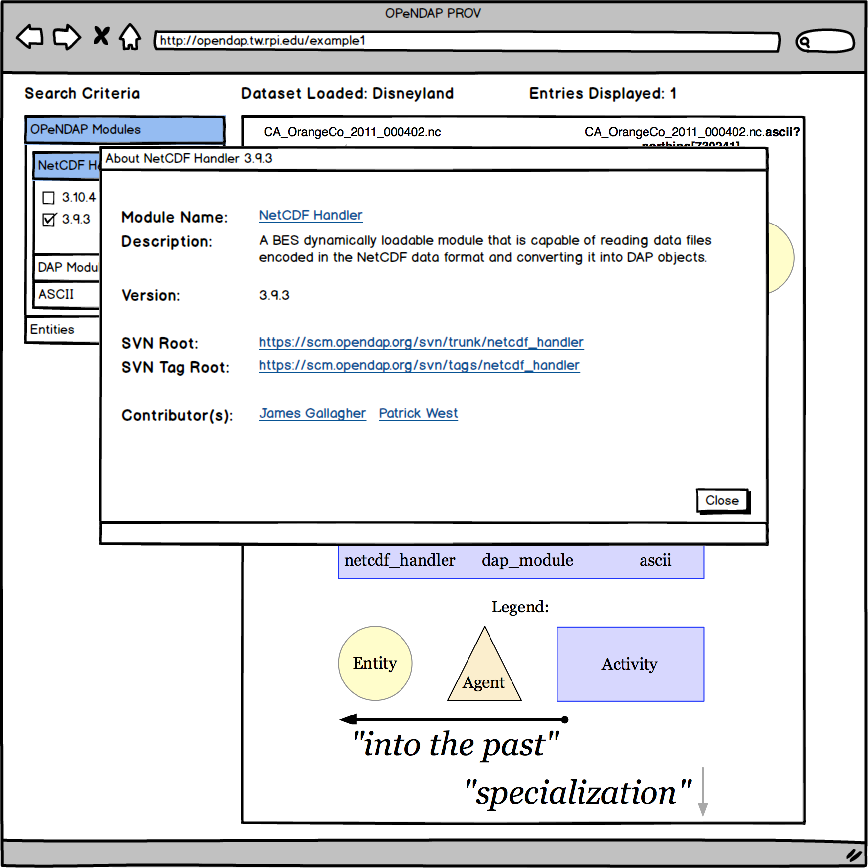 OPeNDAP PROV
http://opendap.tw.rpi.edu/example1
Search Criteria
Dataset Loaded: Disneyland
Entries Displayed: 1
OPeNDAP Modules
NetCDF H
3.10.4
3.9.3
DAP Modul
ASCII
Entities
CA_OrangeCo_2011_000402.nc
CA_OrangeCo_2011_000402.nc.ascii?
About NetCDF Handler 3.9.3
Module Name: NetCDF Handler
Description: A BES dynamically loadable module that is capable of reading data files
encoded in the NetCDF data format and converting it into DAP objects.
Version: 3.9.3
SVN Root: https://scm.opendap.org/svn/trunk/netcdf_handler
SVN Tag Root: https://scm.opendap.org/svn/tags/netcdf_handler
Contributor(s): James Gallagher Patrick West
Close
netcdf_handler dap_module ascii
Legend:
Entity
Agent
Activity
"into the past"
"specialization"